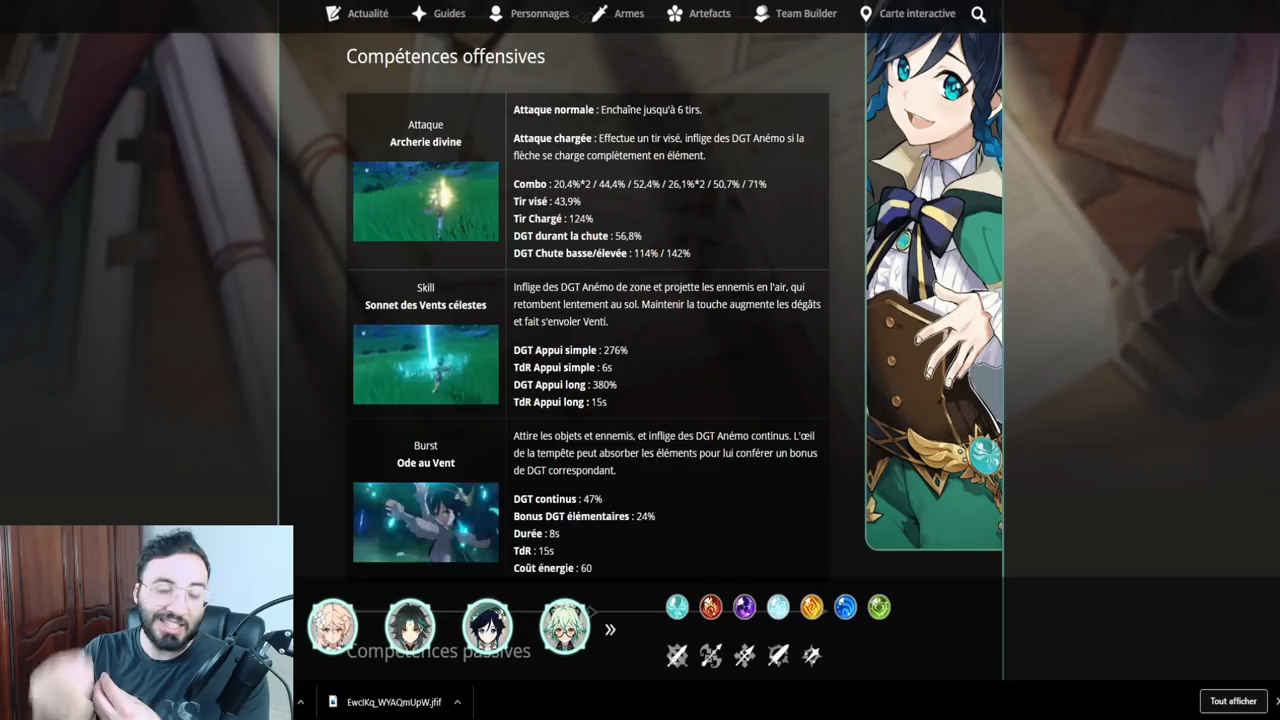 Actualité Guides Personnages Armes Artefacts Team Builder Carte interactive
Compétences offensives
Attaque
Archerie divine
Attaque normale : Enchaîne jusqu'à 6 tirs.
Attaque chargée : Effectue un tir visé, inflige des DGT Anémo si la
flèche se charge complètement en élément.
Combo : 20,4%*2 / 44,4% / 52,4% / 26,1%*2 / 50,7% / 71%
Tir visé : 43,9%
Tir Chargé : 124%
DGT durant la chute : 56,8%
DGT Chute basse/élevée : 114% / 142%
Skill
Sonnet des Vents célestes
Inflige des DGT Anémo de zone et projette les ennemis en l'air, qui
retombent lentement au sol. Maintenir la touche augmente les dégâts
et fait s'envoler Venti.
DGT Appui simple : 276%
TdR Appui simple : 6s
DGT Appui long : 380%
TdR Appui long : 15s
Burst
Ode au Vent
Attire les objets et ennemis, et inflige des DGT Anémo continus. L'œil
de la tempête peut absorber les éléments pour lui conférer un bonus
de DGT correspondant.
DGT continus : 47%
Bonus DGT élémentaires : 24%
Durée : 8s
TdR : 15s
Coût énergie : 60
Compétences passives
EwclKq_WYAQmUpW.jfif
Tout afficher